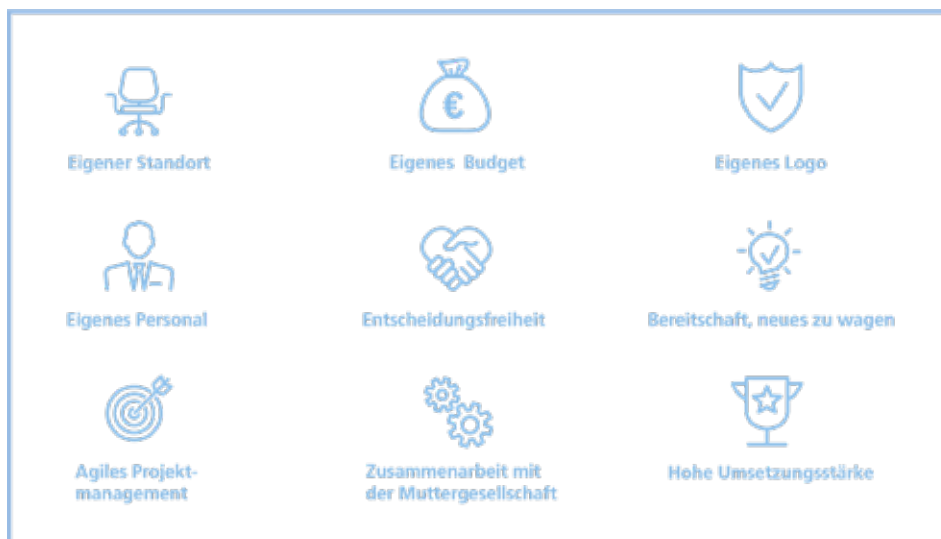 €
Eigener Standort
Eigenes Budget
Eigenes Logo
Eigenes Personal
Entscheidungsfreiheit
Bereitschaft, neues zu wagen
Agiles Projekt-
management
Zusammenarbeit mit
der Muttergesellschaft
Hohe Umsetzungsstärke